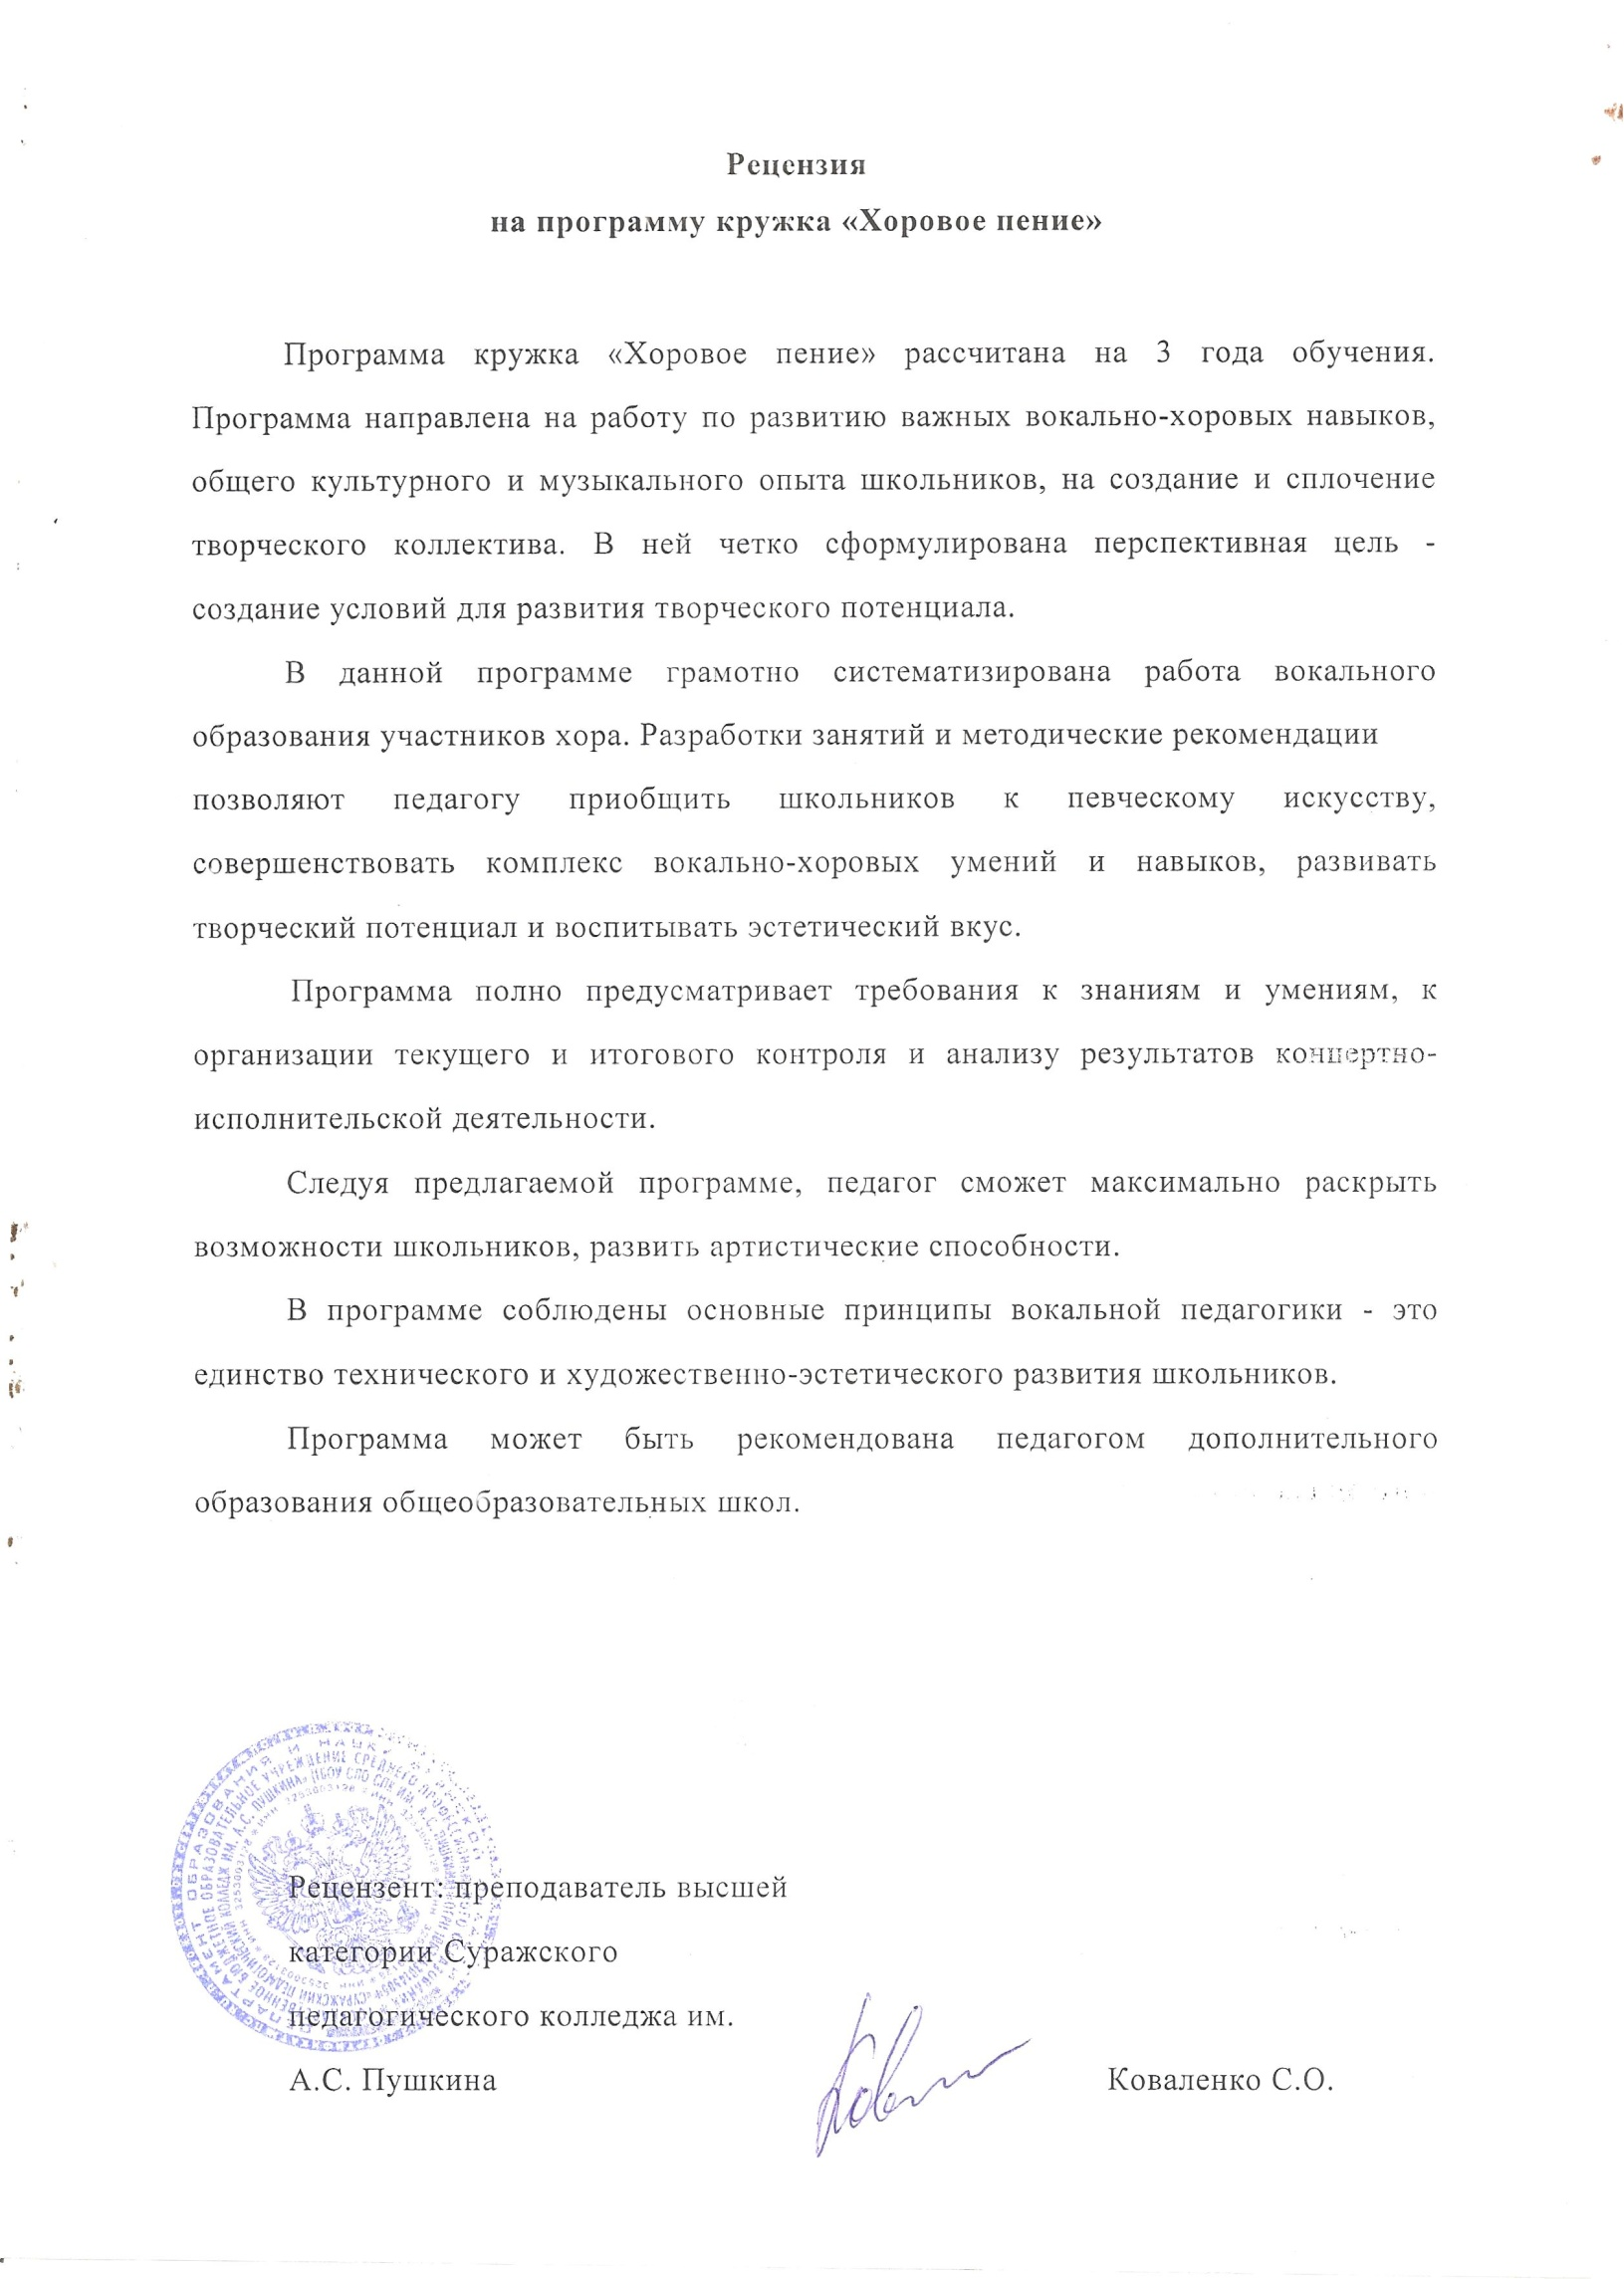 Рецензия
на программу кружка «Хоровое пение»
Программа кружка «Хоровое пение» рассчитана на 3 года обучения.
Программа направлена на работу по развитию важных вокально-хоровых навыков,
общего культурного и музыкального опыта школьников, на создание и сплочение
творческого коллектива. В ней четко сформулирована перспективная цель -
создание условий для развития творческого потенциала.
В данной программе грамотно систематизирована работа вокального
образования участников хора. Разработки занятий и методические рекомендации
позволяют педагогу приобщить школьников к певческому искусству,
совершенствовать комплекс вокально-хоровых умений и навыков, развивать
творческий потенциал и воспитывать эстетический вкус.
Программа полно предусматривает требования к знаниям и умениям, к
организации текущего и итогового контроля и анализу результатов концертно-
исполнительской деятельности.
Следуя предлагаемой программе, педагог сможет максимально раскрыть
возможности школьников, развить артистические способности.
В программе соблюдены основные принципы вокальной педагогики - это
единство технического и художественно-эстетического развития школьников.
Программа может быть рекомендована педагогом дополнительного
образования общеобразовательных школ.
Рецензент: преподаватель высшей
категории Суражского
педагогического колледжа им.
А.С. Пушкина
Коваленко С.О.